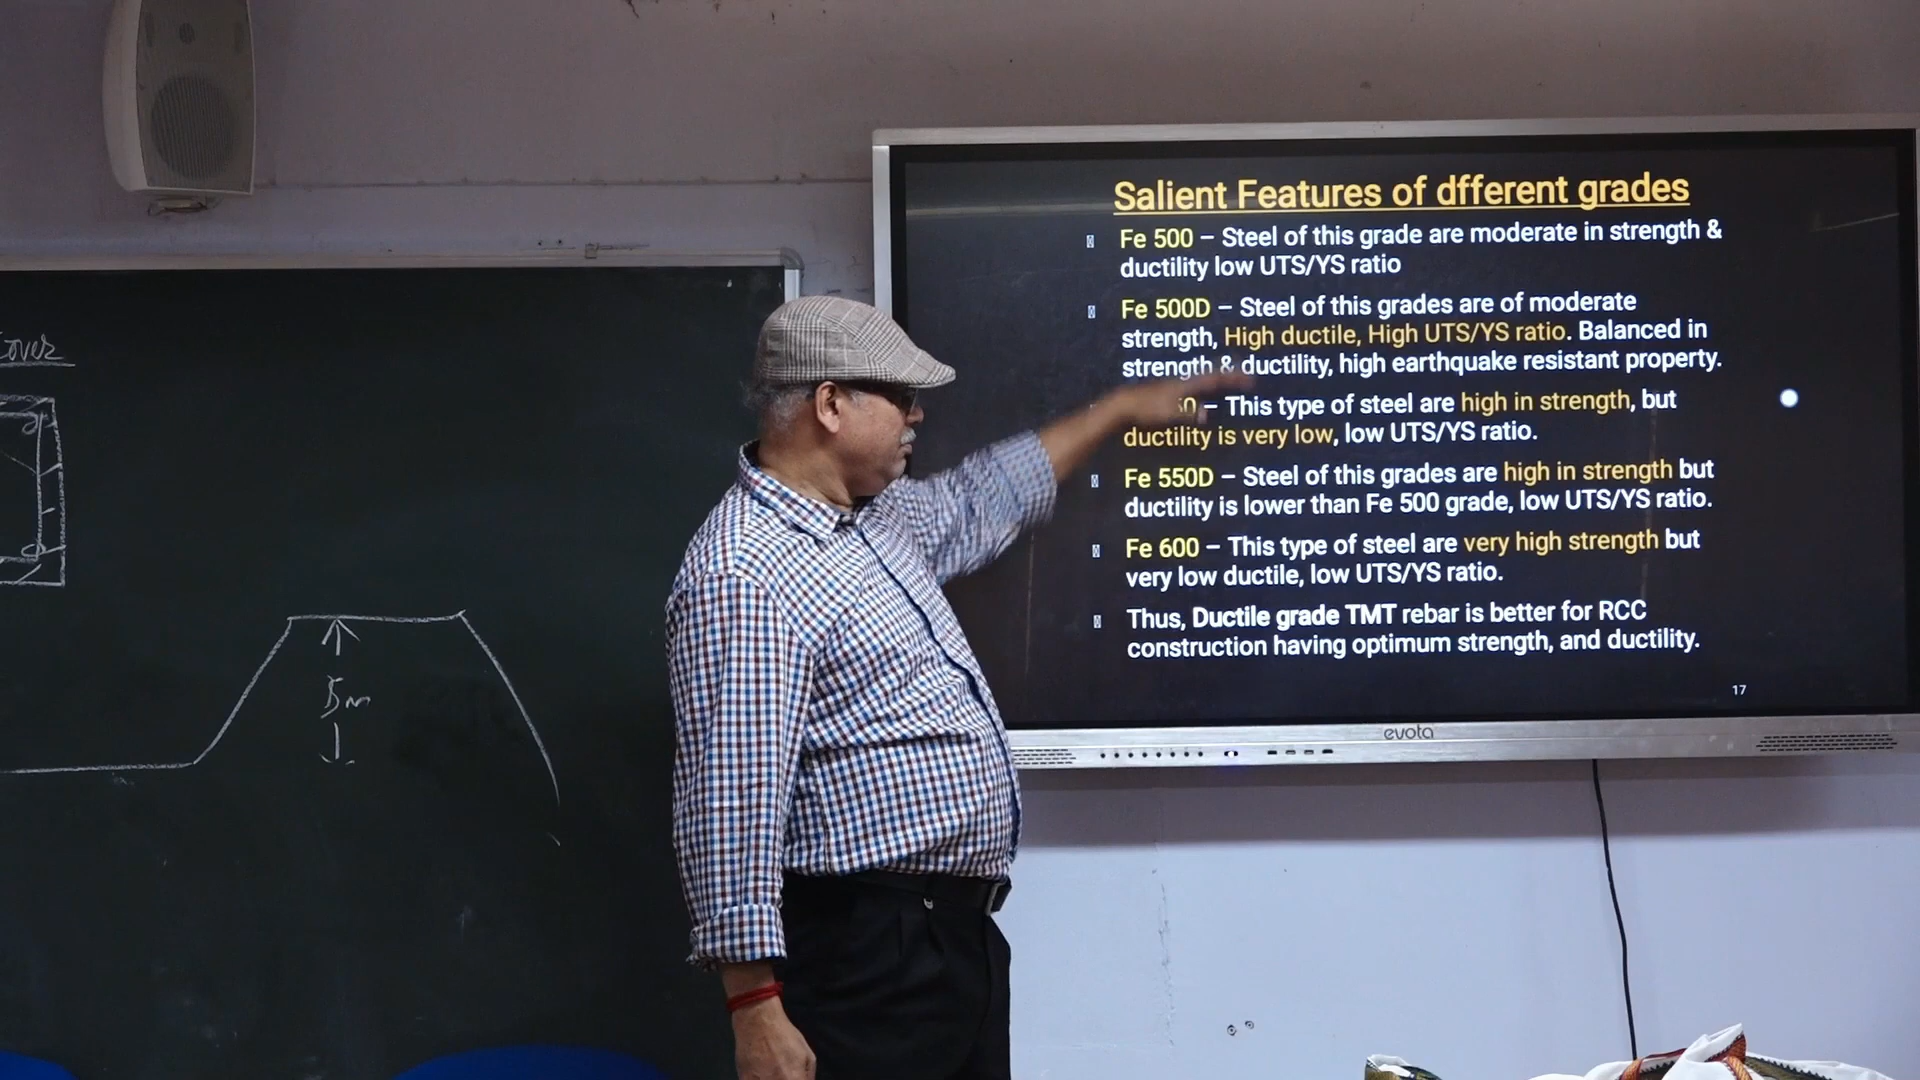 Cover
5m
Salient Features of dfferent grades
Fe 500 – Steel of this grade are moderate in strength &
ductility low UTS/YS ratio
Fe 500D – Steel of this grades are of moderate
strength, High ductile, High UTS/YS ratio. Balanced in
strength & ductility, high earthquake resistant property.
– This type of steel are high in strength, but
ductility is very low, low UTS/YS ratio.
Fe 550D – Steel of this grades are high in strength but
ductility is lower than Fe 500 grade, low UTS/YS ratio.
Fe 600 – This type of steel are very high strength but
very low ductile, low UTS/YS ratio.
Thus, Ductile grade TMT rebar is better for RCC
construction having optimum strength, and ductility.
17
evota